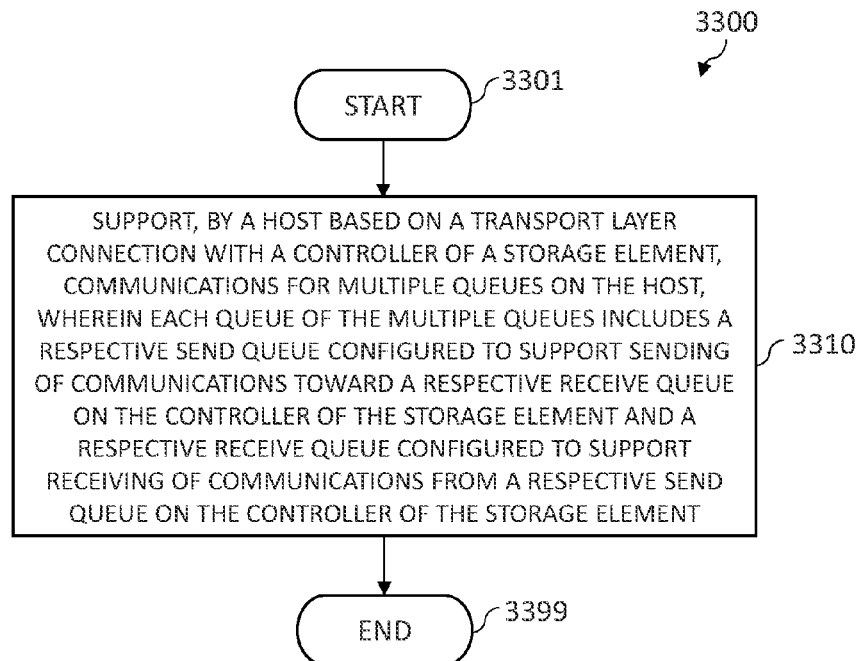 3300
START
3301
SUPPORT, BY A HOST BASED ON A TRANSPORT LAYER
CONNECTION WITH A CONTROLLER OF A STORAGE ELEMENT,
COMMUNICATIONS FOR MULTIPLE QUEUES ON THE HOST,
WHEREIN EACH QUEUE OF THE MULTIPLE QUEUES INCLUDES A
RESPECTIVE SEND QUEUE CONFIGURED TO SUPPORT SENDING
OF COMMUNICATIONS TOWARD A RESPECTIVE RECEIVE QUEUE
ON THE CONTROLLER OF THE STORAGE ELEMENT AND A
RESPECTIVE RECEIVE QUEUE CONFIGURED TO SUPPORT
RECEIVING OF COMMUNICATIONS FROM A RESPECTIVE SEND
QUEUE ON THE CONTROLLER OF THE STORAGE ELEMENT
3310
END
3399